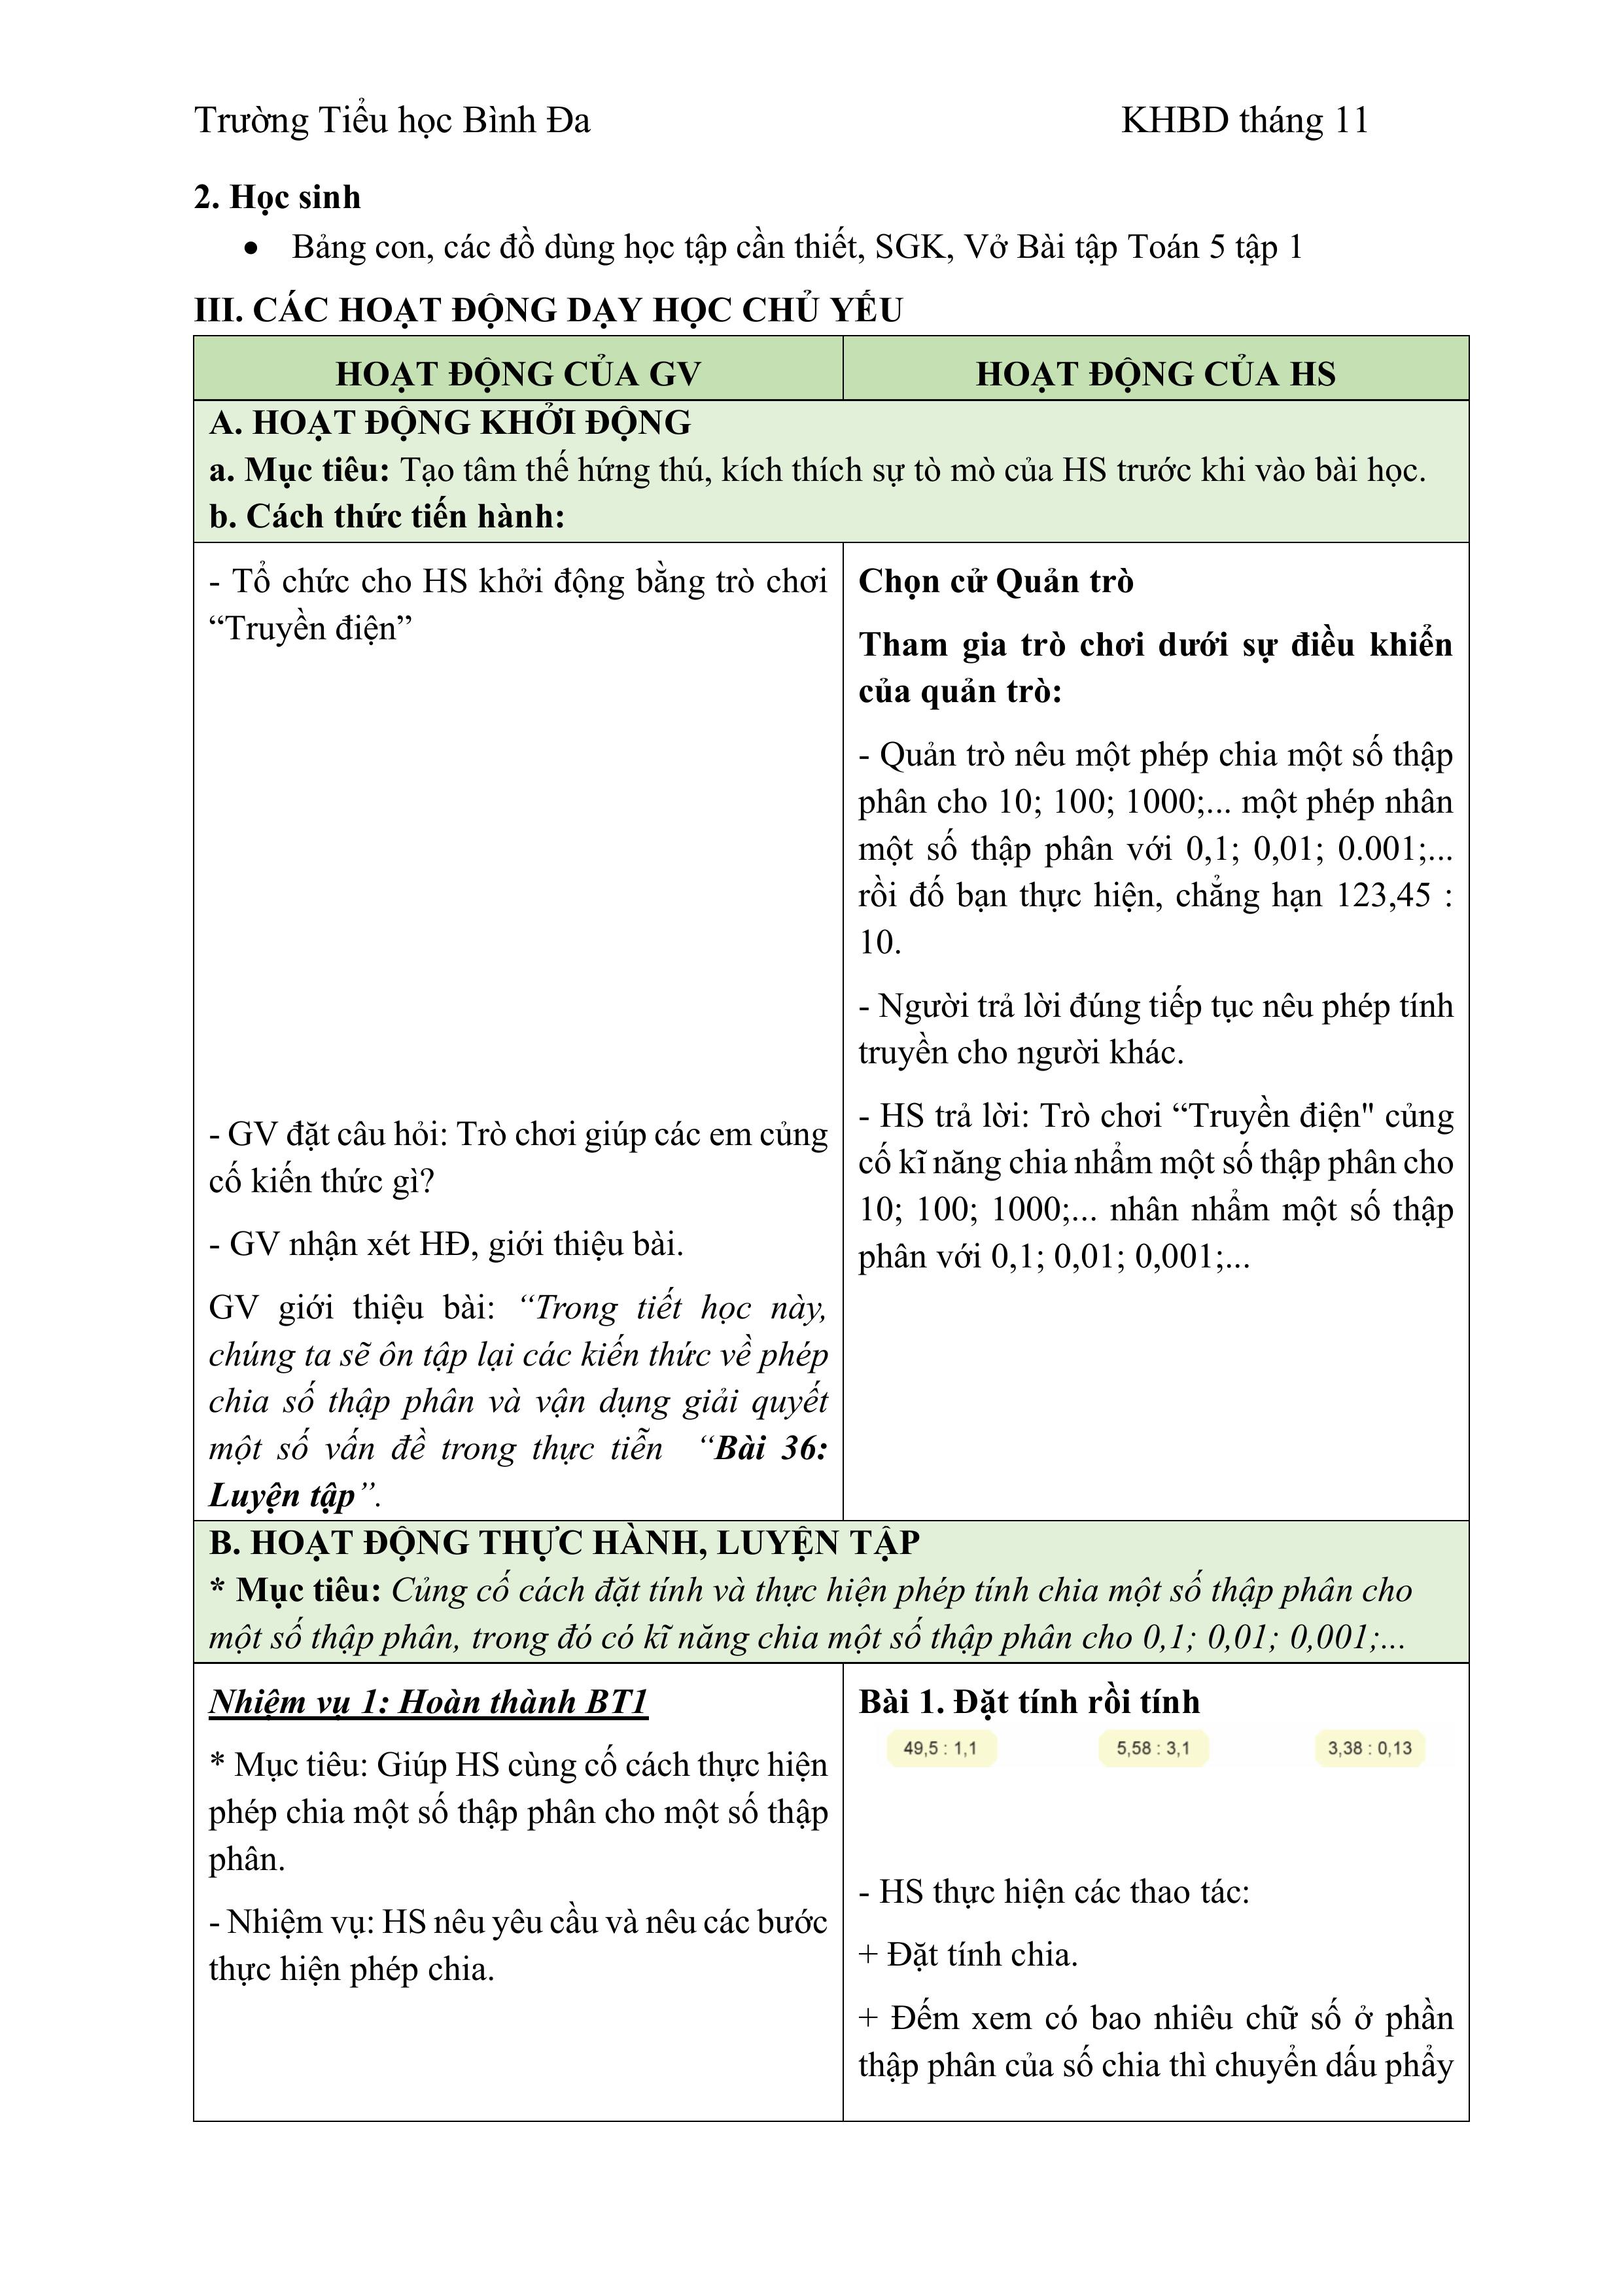 Trường Tiểu học Bình Đa KHBD tháng 11
2. Học sinh
• Bảng con, các đồ dùng học tập cần thiết, SGK, Vở Bài tập Toán 5 tập 1
III. CÁC HOẠT ĐỘNG DẠY HỌC CHỦ YẾU
HOẠT ĐỘNG CỦA GV
HOẠT ĐỘNG CỦA HS
A. HOẠT ĐỘNG KHỞI ĐỘNG
a. Mục tiêu: Tạo tâm thế hứng thú, kích thích sự tò mò của HS trước khi vào bài học.
b. Cách thức tiến hành:
- Tổ chức cho HS khởi động bằng trò chơi
“Truyền điện”
- GV đặt câu hỏi: Trò chơi giúp các em củng
cố kiến thức gì?
- GV nhận xét HĐ, giới thiệu bài.
GV giới thiệu bài: “Trong tiết học này,
chúng ta sẽ ôn tập lại các kiến thức về phép
chia số thập phân và vận dụng giải quyết
một số vấn đề trong thực tiễn “Bài 36:
Luyện tập”.
Chọn cử Quản trò
Tham gia trò chơi dưới sự điều khiển
của quản trò:
- Quản trò nêu một phép chia một số thập
phân cho 10; 100; 1000;... một phép nhân
một số thập phân với 0,1; 0,01; 0.001;...
rồi đố bạn thực hiện, chẳng hạn 123,45 :
10.
- Người trả lời đúng tiếp tục nêu phép tính
truyền cho người khác.
- HS trả lời: Trò chơi “Truyền điện" củng
cố kĩ năng chia nhẩm một số thập phân cho
10; 100; 1000;... nhân nhẩm một số thập
phân với 0,1; 0,01; 0,001;...
B. HOẠT ĐỘNG THỰC HÀNH, LUYỆN TẬP
* Mục tiêu: Củng cố cách đặt tính và thực hiện phép tính chia một số thập phân cho
một số thập phân, trong đó có kĩ năng chia một số thập phân cho 0,1; 0,01; 0,001;...
Nhiệm vụ 1: Hoàn thành BT1
* Mục tiêu: Giúp HS cùng cố cách thực hiện
phép chia một số thập phân cho một số thập
phân.
- Nhiệm vụ: HS nêu yêu cầu và nêu các bước
thực hiện phép chia.
Bài 1. Đặt tính rồi tính
49,5 : 1,1 5,58 : 3,1 3,38 : 0,13
- HS thực hiện các thao tác:
+ Đặt tính chia.
+ Đếm xem có bao nhiêu chữ số ở phần
thập phân của số chia thì chuyển dấu phẩy